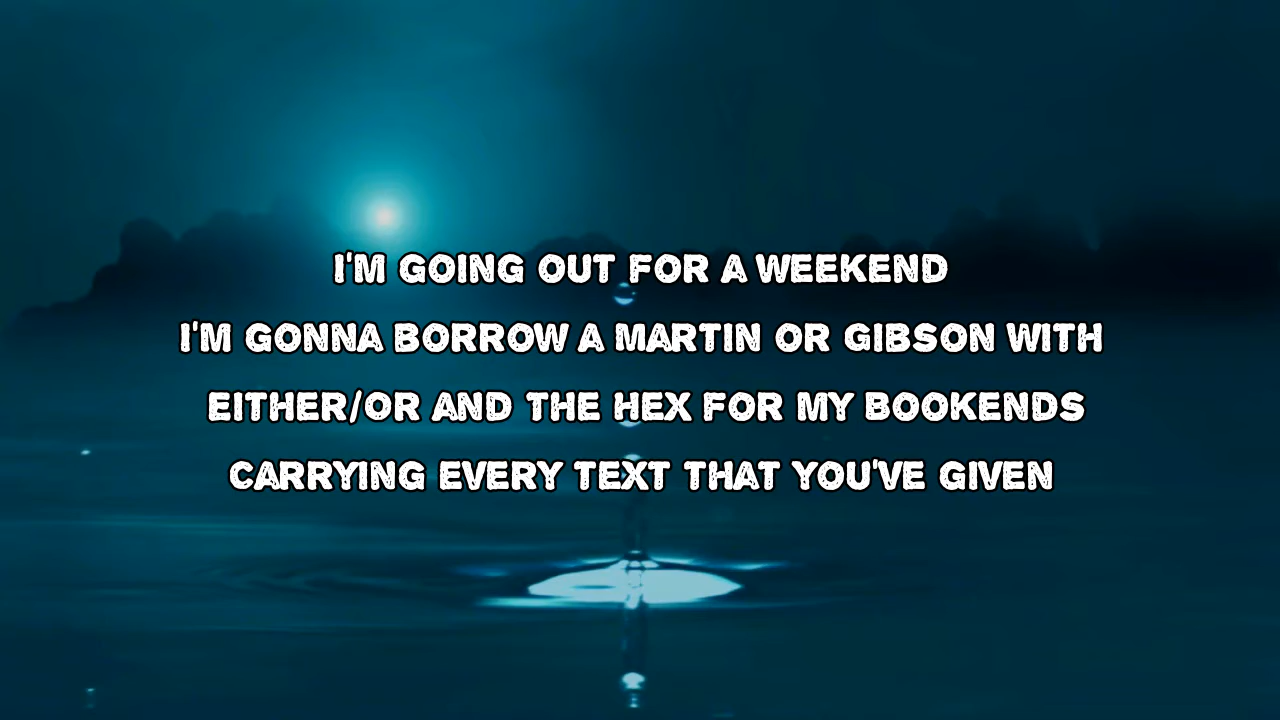 I'M GOING OUT FOR A WEEKEND
I'M GONNA BORROW A MARTIN OR GIBSON WITH
EITHER/OR AND THE HEX FOR MY BOOKENDS
CARRYING EVERY TEXT THAT YOU'VE GIVEN